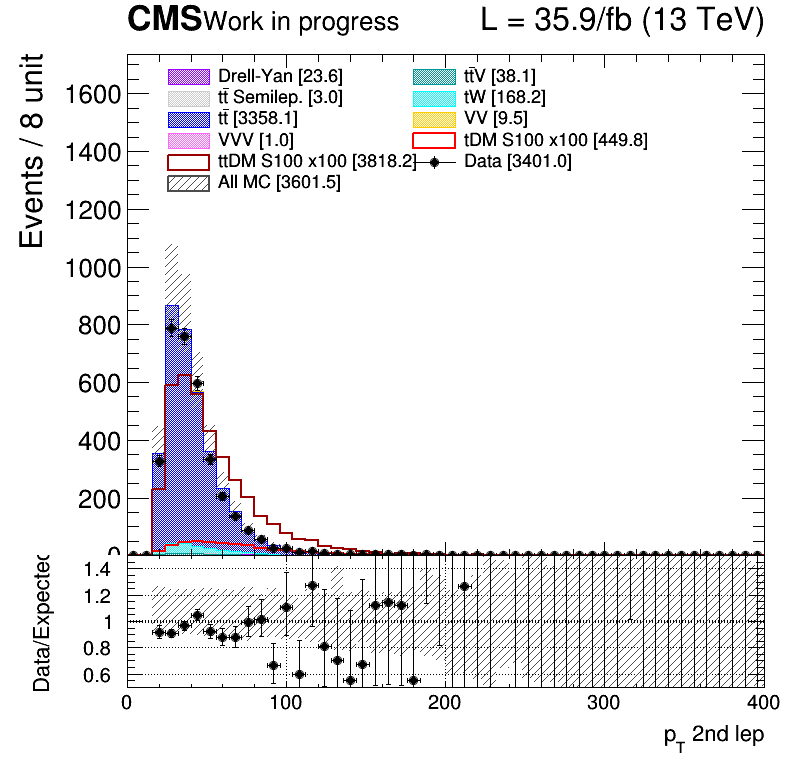 CMS Work in progress L = 35.9/fb (13 TeV)
Events / 8 unit
1600
1400
1200
1000
800
600
400
200
0
Drell-Yan [23.6] tt̄V [38.1]
tt̄ Semilep. [3.0] tW [168.2]
tt̄ [3358.1] VV [9.5]
VVV [1.0] tDM S100 x100 [449.8]
ttDM S100 x100 [3818.2] Data [3401.0]
All MC [3601.5]
Data/Expected
1.4
1.2
1
0.8
0.6
0 100 200 300 400
p_T 2nd lep